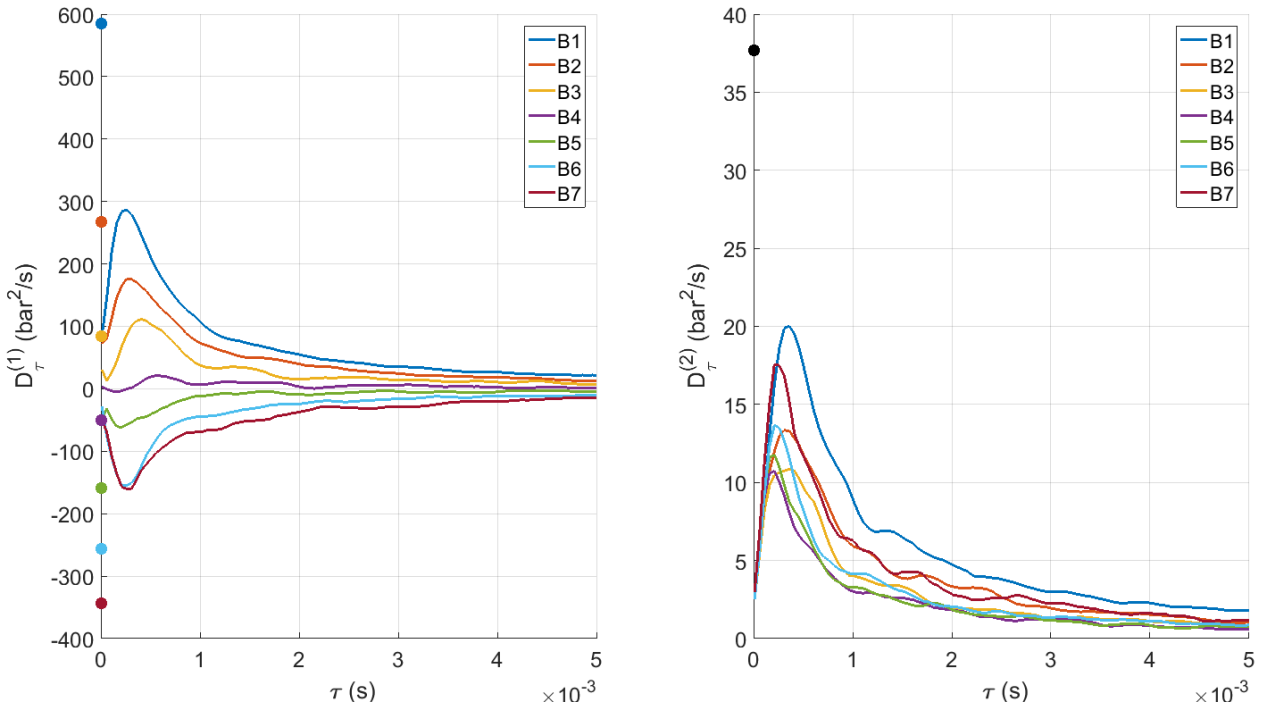 600
500
400
300
200
100
0
-100
-200
-300
-400
0
1
2
3
4
5
D_τ^(1) (bar²/s)
τ (s)
×10⁻³
B1
B2
B3
B4
B5
B6
B7
40
35
30
25
20
15
10
5
0
0
1
2
3
4
5
D_τ^(2) (bar²/s)
τ (s)
×10⁻³
B1
B2
B3
B4
B5
B6
B7